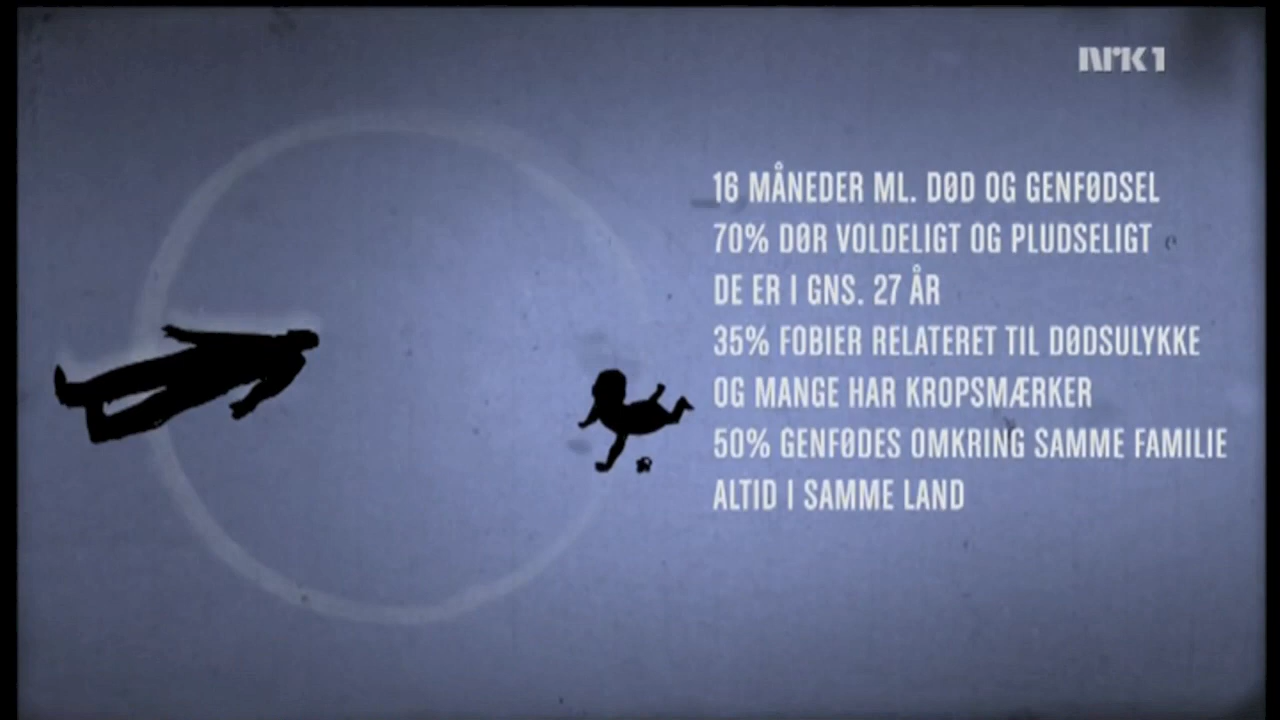 NRK1
16 MÅNEDER ML. DØD OG GENFØDSEL
70% DØR VOLDELIGT OG PLUDSELIGT
DE ER I GNS. 27 ÅR
35% FOBIER RELATERET TIL DØDSULYKKE
OG MANGE HAR KROPSMÆRKER
50% GENFØDES OMKRING SAMME FAMILIE
ALTID I SAMME LAND